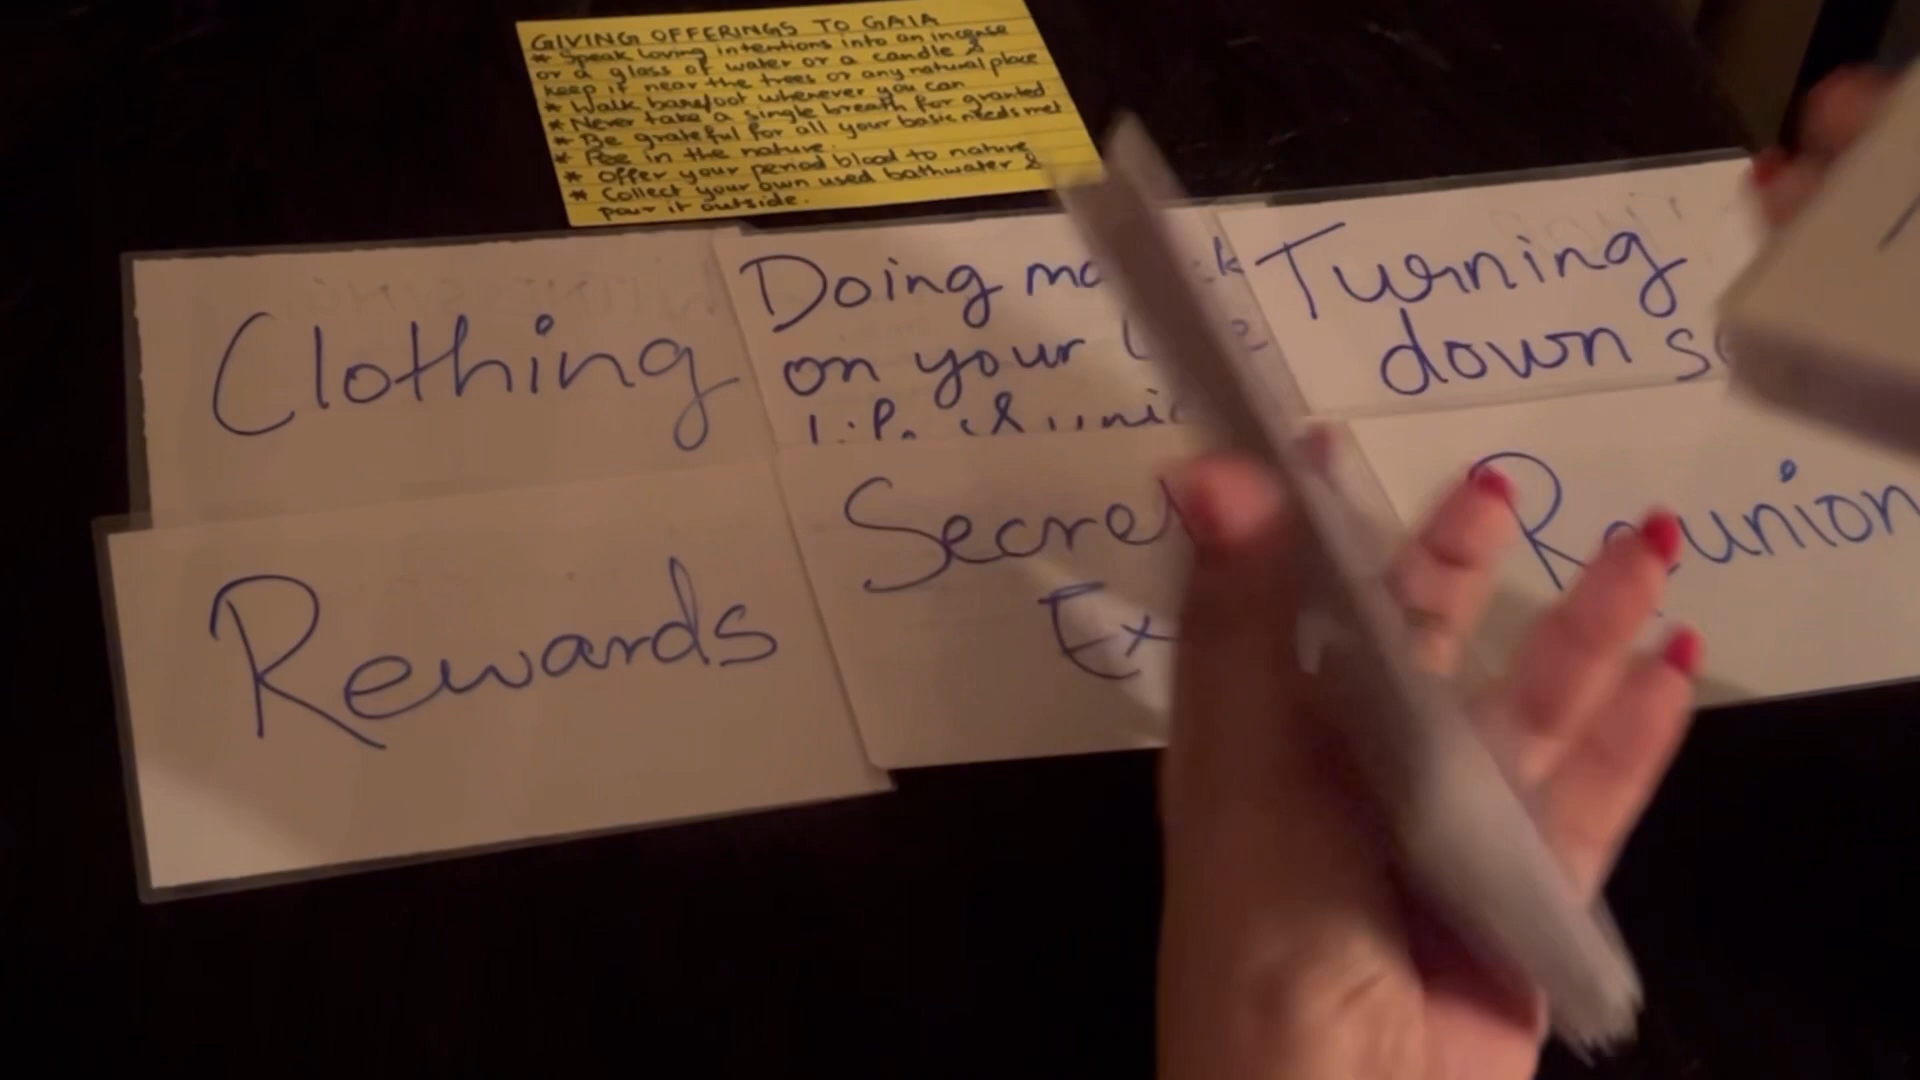 GIVING OFFERINGS TO GAIA
* Speak loving intentions into an incense
or a glass of water or a candle &
keep it near the trees or any natural place
* Walk barefoot wherever you can
* Never take a single breath for granted
* Be grateful for all your basic needs met
* Pee in the nature.
* Offer your period blood to nature
* Collect your own used bathwater &
pour it outside.
Clothing
Doing
on your
Turning
down
Rewards
Reunion